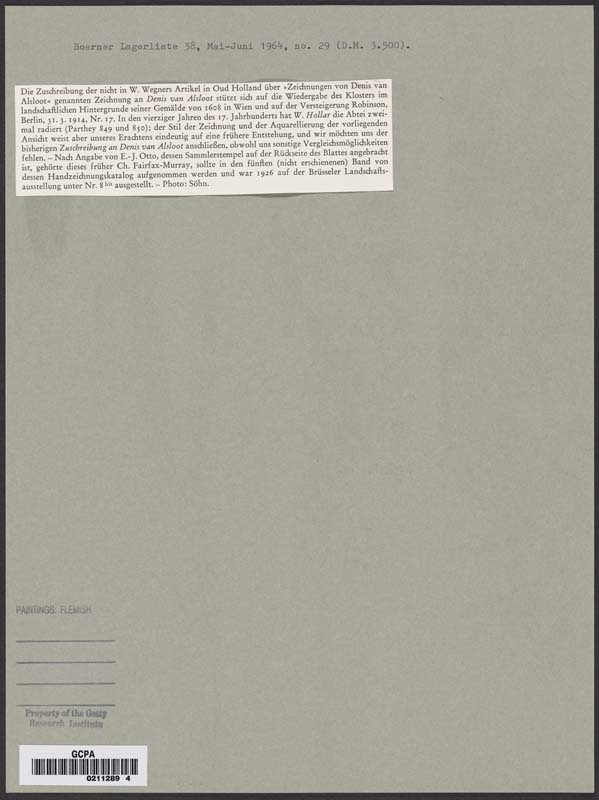 Boerner Lagerliste 38, Mai-Juni 1964, no. 29 (D.M. 3.500).
Die Zuschreibung der nicht in W. Wegners Artikel in Oud Holland über »Zeichnungen von Denis van
Alsloot« genannten Zeichnung an Denis van Alsloot stützt sich auf die Wiedergabe des Klosters im
landschaftlichen Hintergrunde seiner Gemälde von 1608 in Wien und auf der Versteigerung Robinson,
Berlin, 31. 3. 1914, Nr. 17. In den vierziger Jahren des 17. Jahrhunderts hat W. Hollar die Abtei zwei-
mal radiert (Parthey 849 und 850); der Stil der Zeichnung und der Aquarellierung der vorliegenden
Ansicht weist aber unseres Erachtens eindeutig auf eine frühere Entstehung, und wir möchten uns der
bisherigen Zuschreibung an Denis van Alsloot anschließen, obwohl uns sonstige Vergleichsmöglichkeiten
fehlen. – Nach Angabe von E.-J. Otto, dessen Sammlerstempel auf der Rückseite des Blattes angebracht
ist, gehörte dieses früher Ch. Fairfax-Murray, sollte in den fünften (nicht erschienenen) Band von
dessen Handzeichnungskatalog aufgenommen werden und war 1926 auf der Brüsseler Landschafts-
ausstellung unter Nr. 8 bis ausgestellt. – Photo: Söhn.
PAINTINGS: FLEMISH
Property of the Getty
Research Institute
GCPA
0211289 4